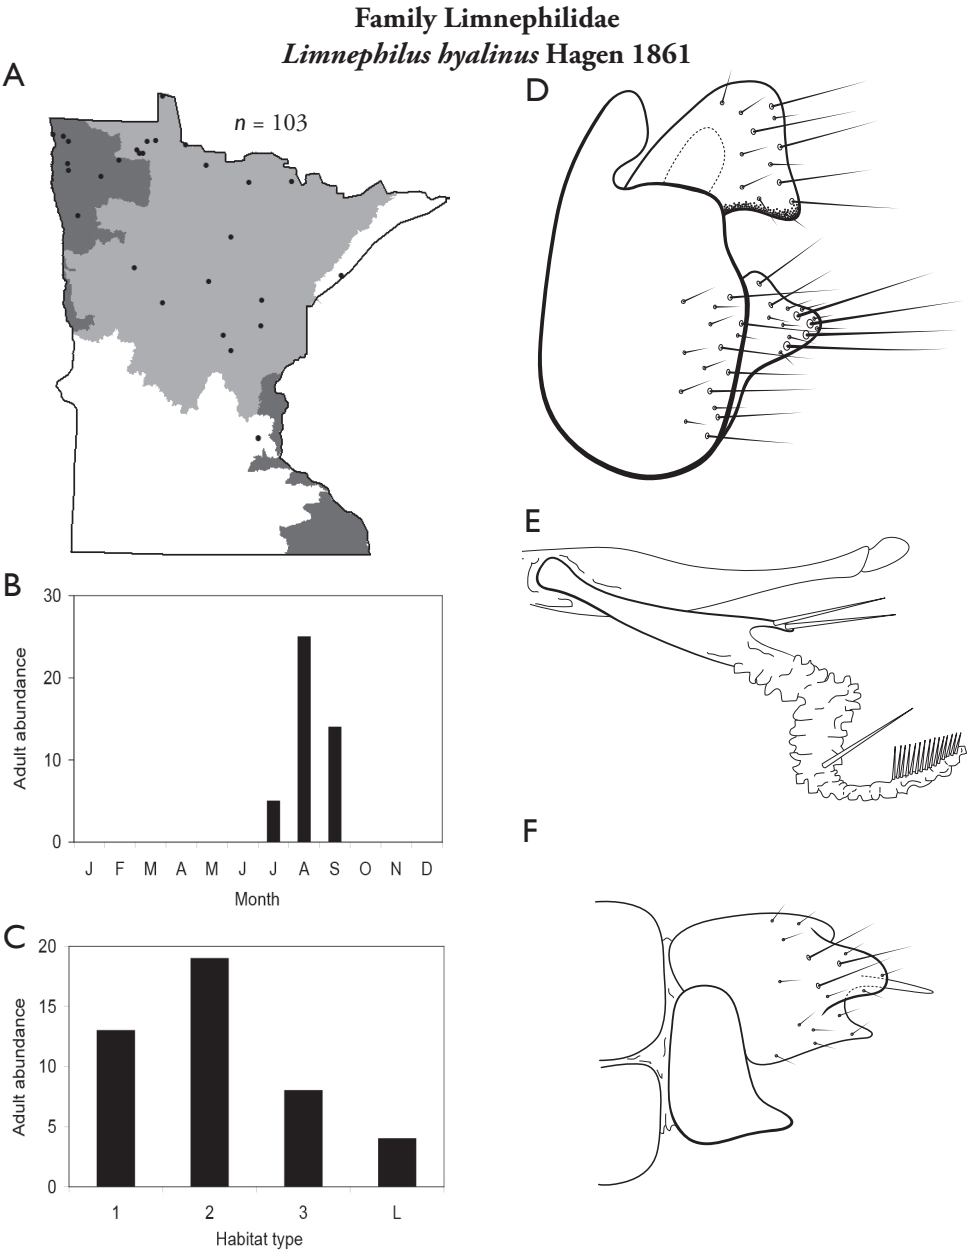 Family Limnephilidae
Limnephilus hyalinus Hagen 1861
A
n = 103
B
30
20
10
0
Adult abundance
J F M A M J J A S O N D
Month
C
20
15
10
5
0
Adult abundance
1 2 3 L
Habitat type
D
E
F